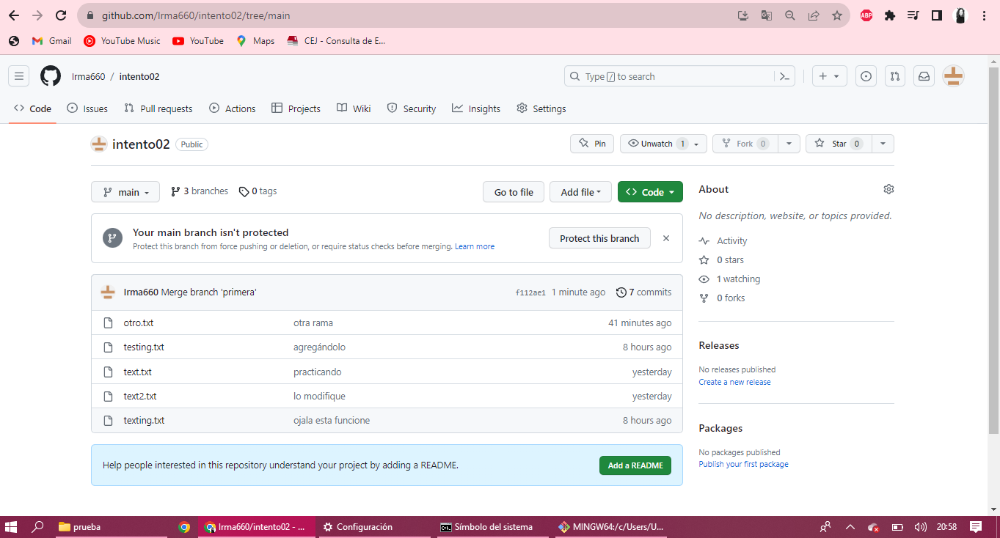 github.com/Irma660/intento02/tree/main
ABP
Gmail
YouTube Music
YouTube
Maps
CEJ - Consulta de E...
Irma660 / intento02
Type / to search
Code
Issues
Pull requests
Actions
Projects
Wiki
Security
Insights
Settings
intento02 Public
Pin
Unwatch 1
Fork 0
Star 0
main
3 branches
0 tags
Go to file
Add file
Code
Your main branch isn't protected
Protect this branch from force pushing or deletion, or require status checks before merging. Learn more
Protect this branch
Irma660 Merge branch 'primera' f112ae1 1 minute ago 7 commits
otro.txt otra rama 41 minutes ago
testing.txt agregándolo 8 hours ago
text.txt practicando yesterday
text2.txt lo modifique yesterday
texting.txt ojala esta funcione 8 hours ago
Help people interested in this repository understand your project by adding a README.
Add a README
About
No description, website, or topics provided.
Activity
0 stars
1 watching
0 forks
Releases
No releases published
Create a new release
Packages
No packages published
Publish your first package
prueba
Irma660/intento02 - ...
Configuración
Símbolo del sistema
MINGW64:/c/Users/U...
20:58